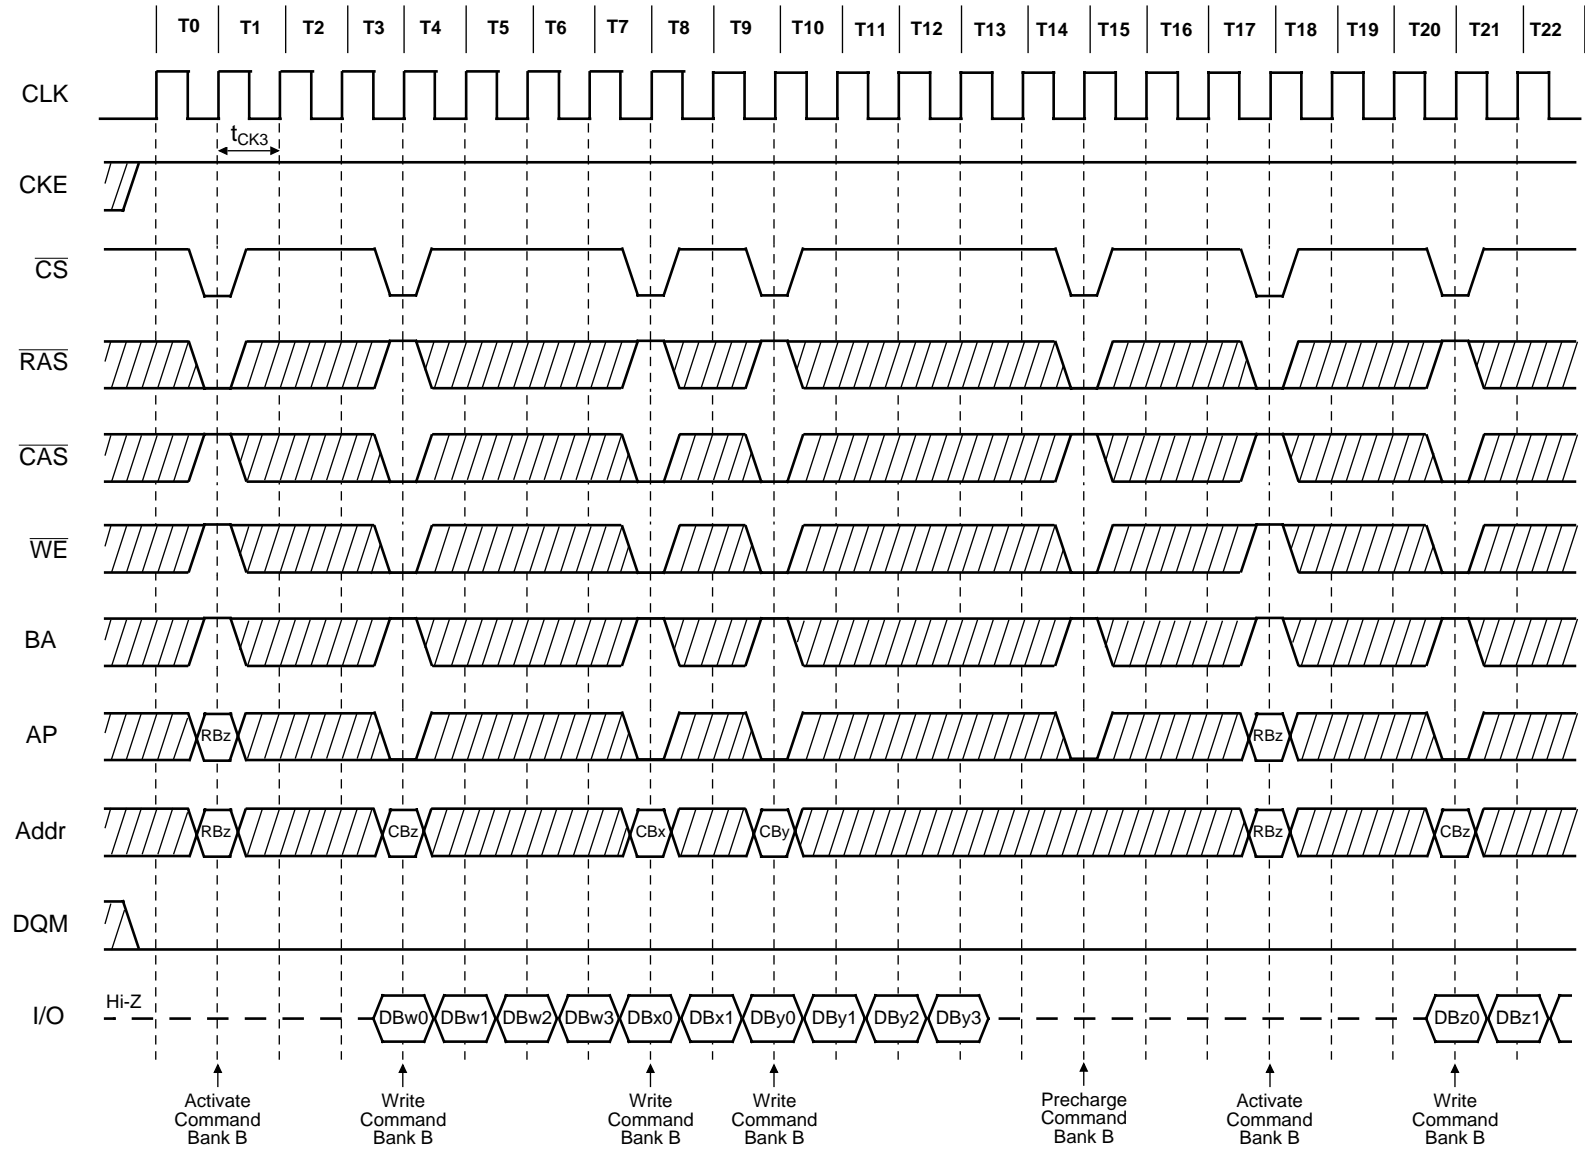 T0 T1 T2 T3 T4 T5 T6 T7 T8 T9 T10 T11 T12 T13 T14 T15 T16 T17 T18 T19 T20 T21 T22
CLK
tCK3
CKE
CS
RAS
CAS
WE
BA
AP RBz RBz
Addr RBz CBz CBx CBy RBz CBz
DQM
I/O Hi-Z DBw0 DBw1 DBw2 DBw3 DBx0 DBx1 DBy0 DBy1 DBy2 DBy3 DBz0 DBz1
Activate
Command
Bank B
Write
Command
Bank B
Write
Command
Bank B
Write
Command
Bank B
Precharge
Command
Bank B
Activate
Command
Bank B
Write
Command
Bank B